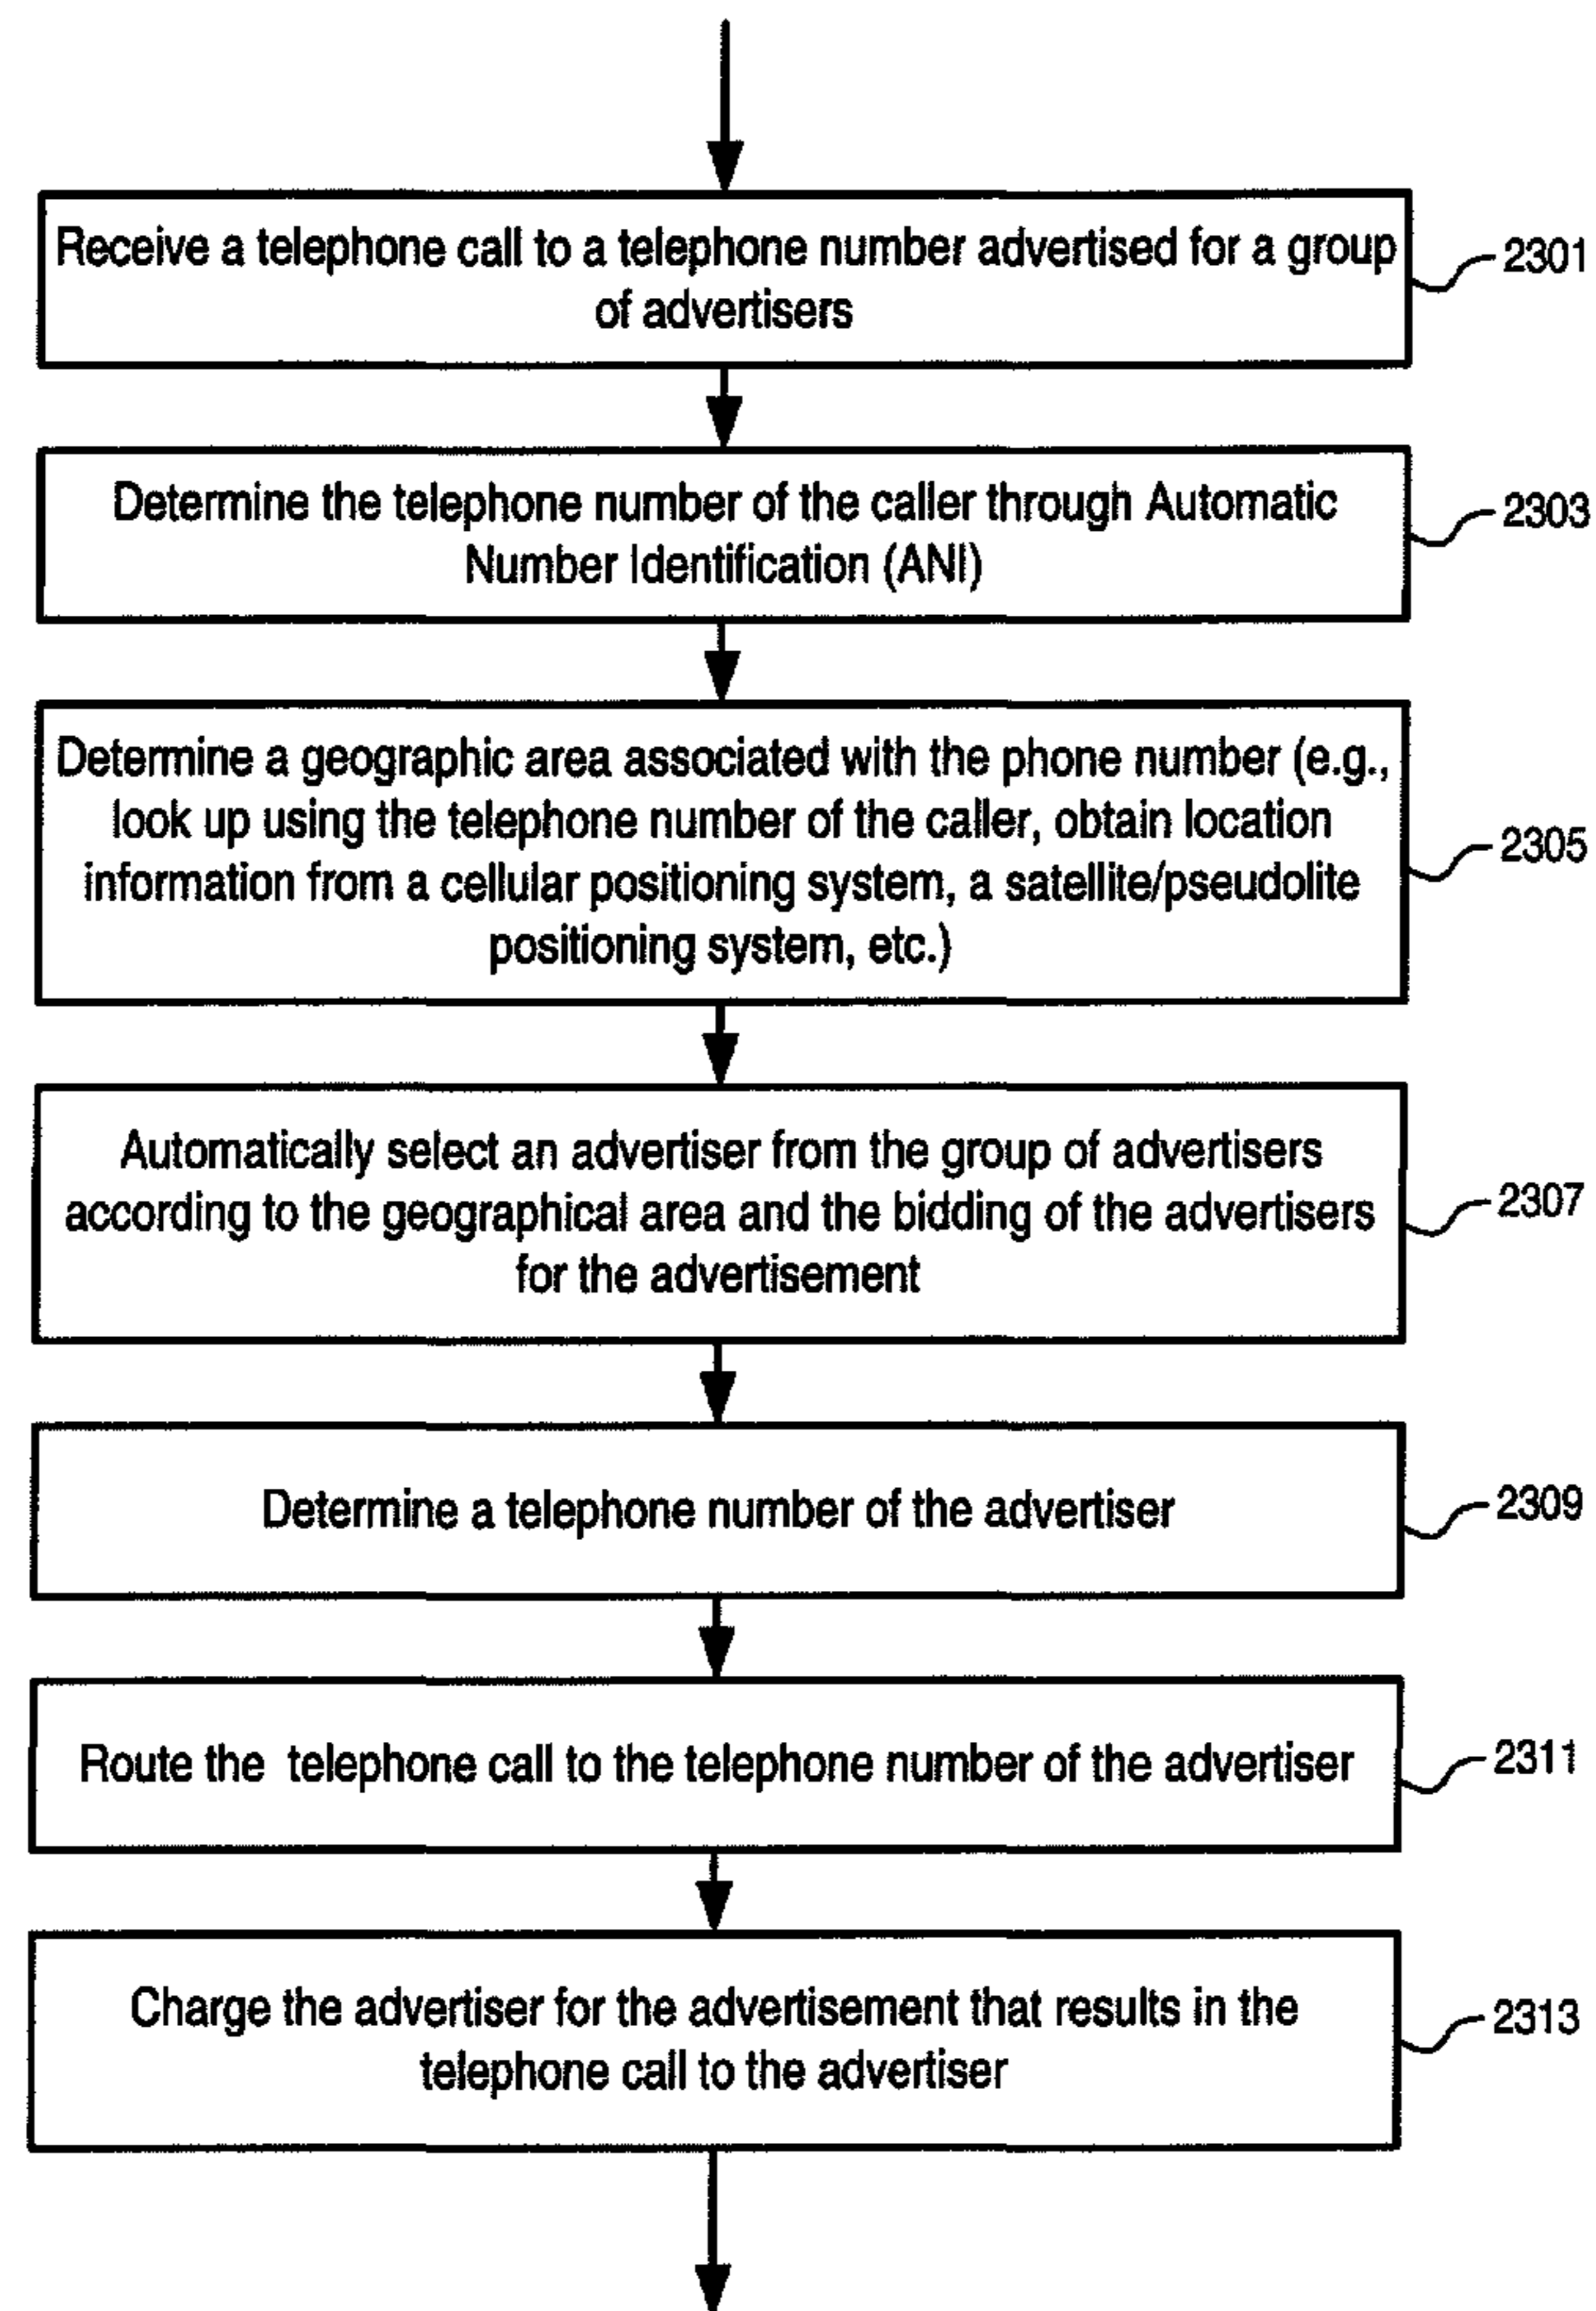 Receive a telephone call to a telephone number advertised for a group
of advertisers
2301
Determine the telephone number of the caller through Automatic
Number Identification (ANI)
2303
Determine a geographic area associated with the phone number (e.g.,
look up using the telephone number of the caller, obtain location
information from a cellular positioning system, a satellite/pseudolite
positioning system, etc.)
2305
Automatically select an advertiser from the group of advertisers
according to the geographical area and the bidding of the advertisers
for the advertisement
2307
Determine a telephone number of the advertiser
2309
Route the telephone call to the telephone number of the advertiser
2311
Charge the advertiser for the advertisement that results in the
telephone call to the advertiser
2313